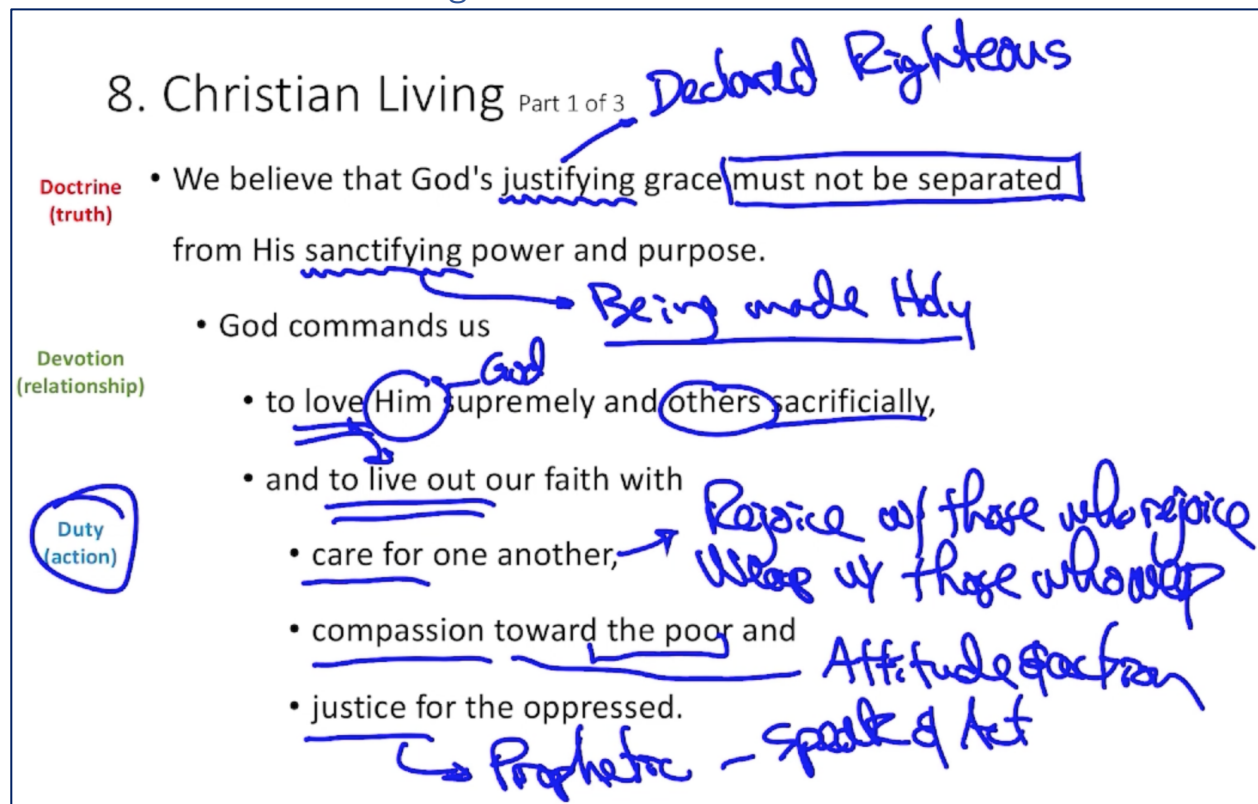 8. Christian Living Part 1 of 3 Declared Righteous
Doctrine
(truth)
• We believe that God's justifying grace must not be separated
from His sanctifying power and purpose.
Being made Holy
• God commands us
Devotion
(relationship)
God
• to love Him supremely and others sacrificially,
• and to live out our faith with
Duty
(action)
• care for one another,
Rejoice w/ those who rejoice
Weep w/ those who weep
• compassion toward the poor and
Attitude & action
• justice for the oppressed.
Prophetic - Speak & Act